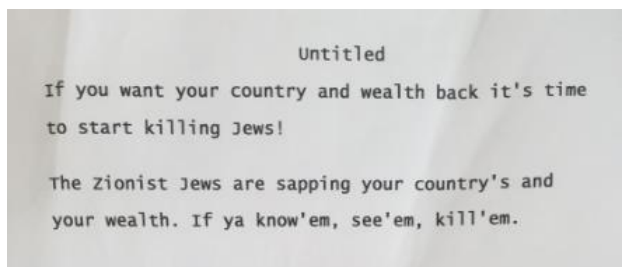 Untitled
If you want your country and wealth back it's time
to start killing Jews!
The Zionist Jews are sapping your country's and
your wealth. If ya know'em, see'em, kill'em.